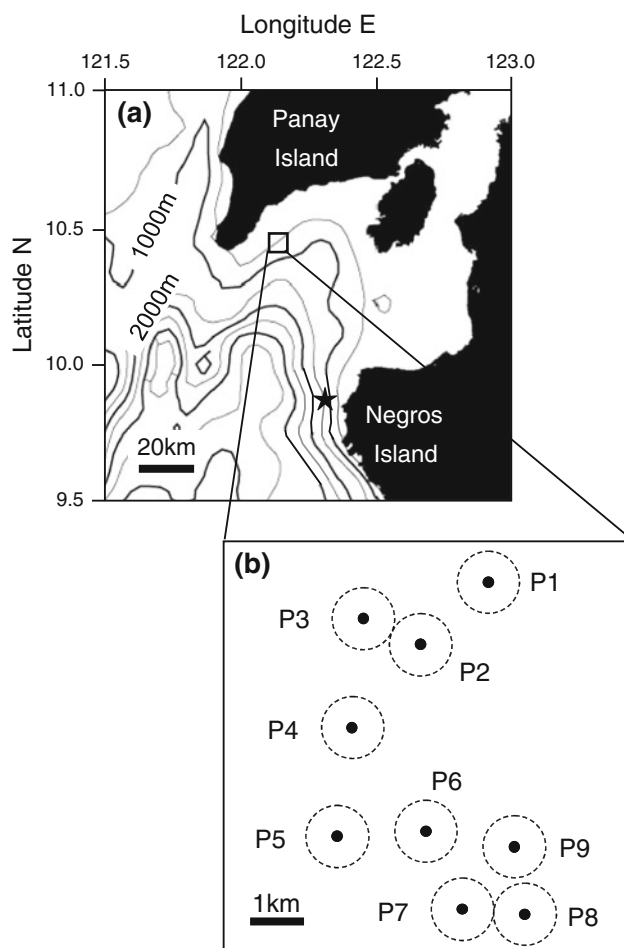 Longitude E
121.5 122.0 122.5 123.0
11.0
(a)
Panay
Island
1000m
10.5
Latitude N
2000m
10.0
Negros
Island
20km
9.5
(b)
P1
P3
P2
P4
P6
P5
P9
P7
P8
1km